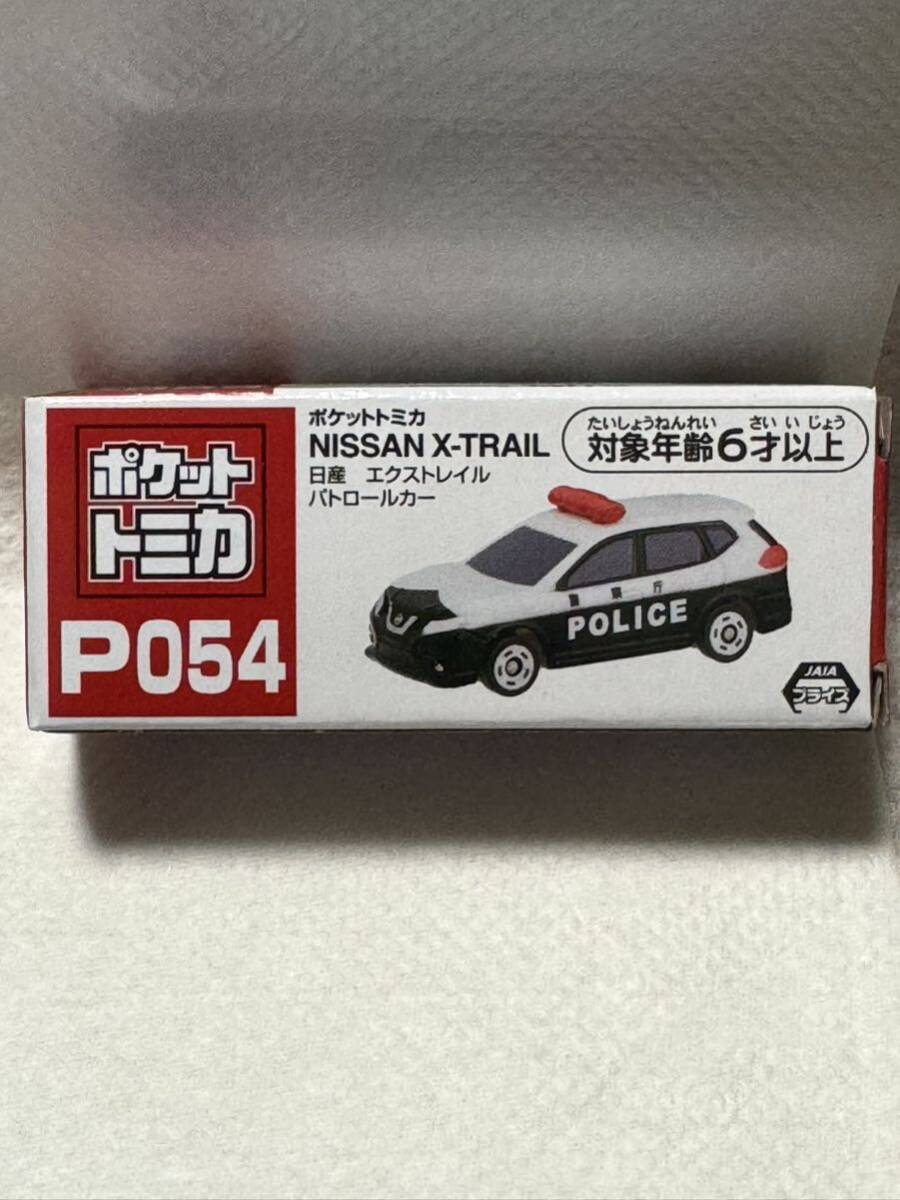 ポケット
トミカ
P054
ポケットトミカ
NISSAN X-TRAIL
日産 エクストレイル
パトロールカー
たいしょうねんれい さい いじょう
対象年齢6才以上
警察庁
POLICE
JAIA
プライズ